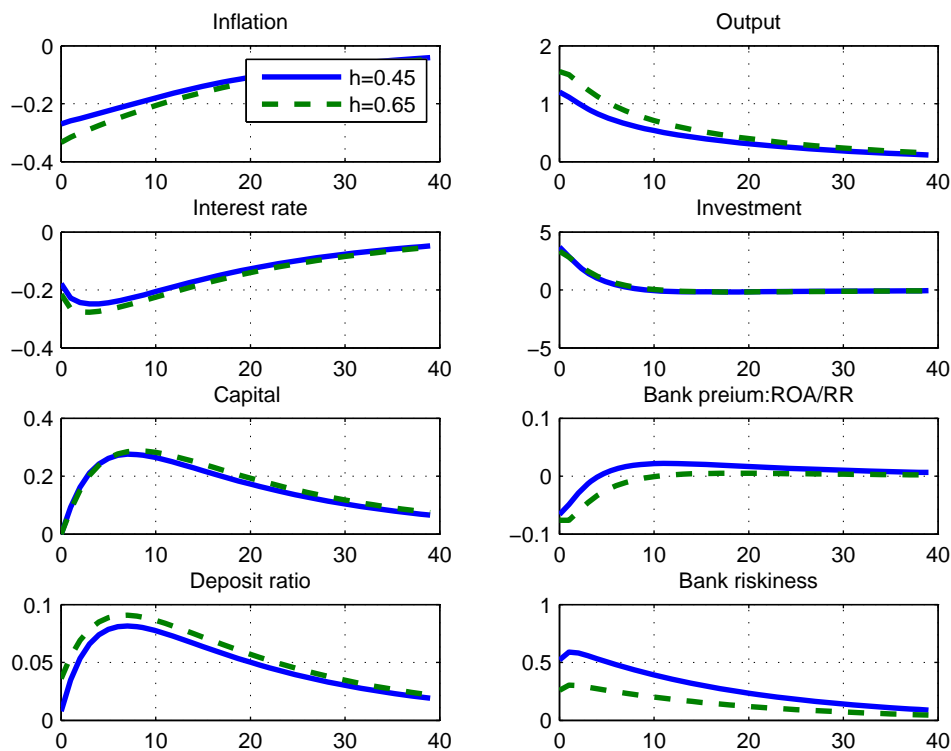 Inflation
Output
0
−0.2
−0.4
h=0.45
h=0.65
0 10 20 30 40
2
1
0
0 10 20 30 40
Interest rate
Investment
0
−0.2
−0.4
0 10 20 30 40
5
0
−5
0 10 20 30 40
Capital
Bank preium:ROA/RR
0.4
0.2
0
0 10 20 30 40
0.1
0
−0.1
0 10 20 30 40
Deposit ratio
Bank riskiness
0.1
0.05
0
0 10 20 30 40
1
0.5
0
0 10 20 30 40